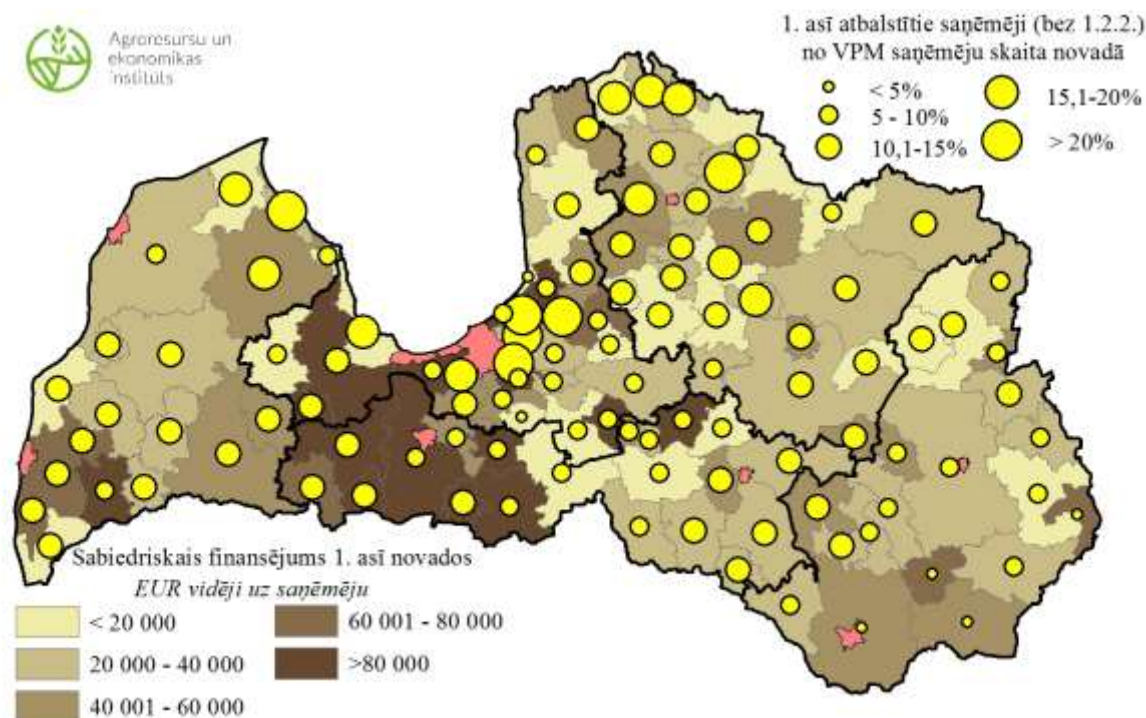 Agroresursu un
ekonomikas
institūts
1. asī atbalstītie saņēmēji (bez 1.2.2.)
no VPM saņēmēju skaita novadā
< 5%
5 - 10%
10,1-15%
15,1-20%
> 20%
Sabiedriskais finansējums 1. asī novados
EUR vidēji uz saņēmēju
< 20 000
20 000 - 40 000
40 001 - 60 000
60 001 - 80 000
>80 000